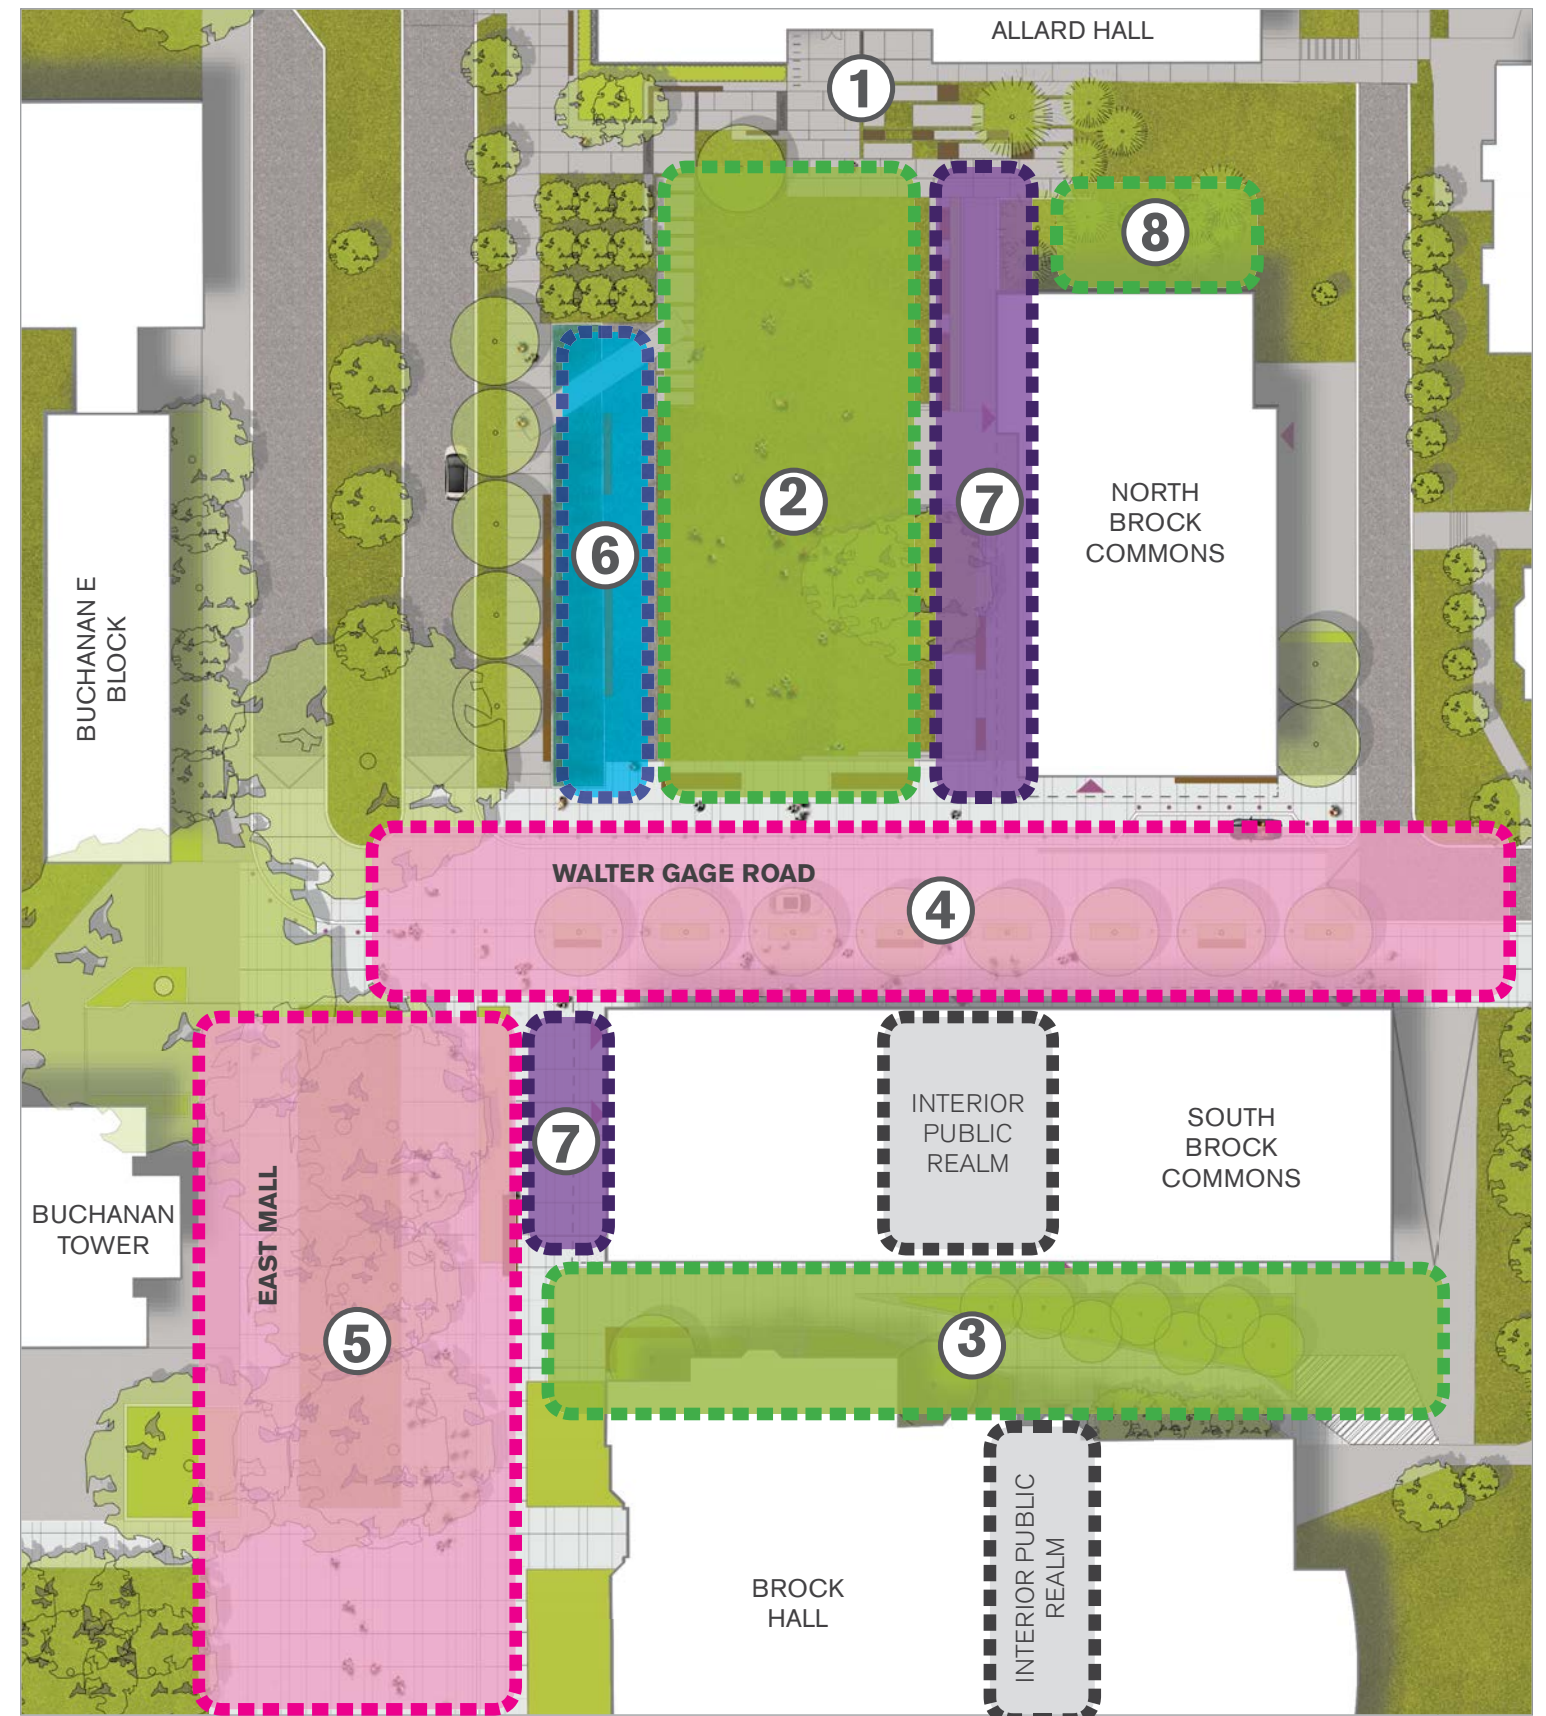 ALLARD HALL
1
8
2
7
6
NORTH
BROCK
COMMONS
BUCHANAN E
BLOCK
WALTER GAGE ROAD
4
7
INTERIOR
PUBLIC
REALM
SOUTH
BROCK
COMMONS
BUCHANAN
TOWER
EAST MALL
5
3
BROCK
HALL
INTERIOR PUBLIC
REALM